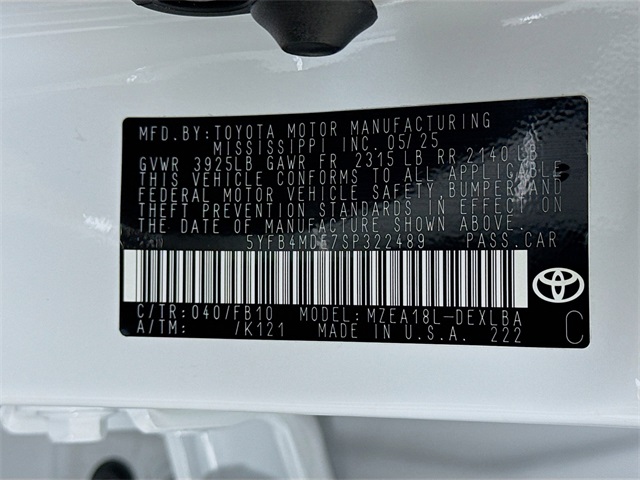 MFD. BY: TOYOTA MOTOR MANUFACTURING
MISSISSIPPI INC. 05/25
GVWR 3925LB GAWR FR 2315 LB RR 2140 LB
THIS VEHICLE CONFORMS TO ALL APPLICABLE
FEDERAL MOTOR VEHICLE SAFETY, BUMPER, AND
THEFT PREVENTION STANDARDS IN EFFECT ON
THE DATE OF MANUFACTURE SHOWN ABOVE.
5YFB4MDE7SP322489 PASS.CAR
C/TR: 040/FB10 MODEL: MZEA18L-DEXLBA
A/TM: /K121 MADE IN U.S.A. 222 C